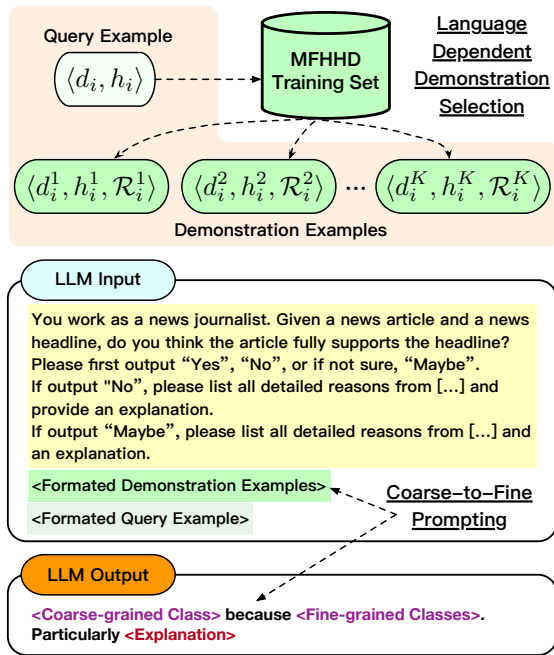 Query Example
⟨d_i, h_i⟩
MFHHD
Training Set
Language
Dependent
Demonstration
Selection
⟨d_i^1, h_i^1, ℛ_i^1⟩ ⟨d_i^2, h_i^2, ℛ_i^2⟩ ... ⟨d_i^K, h_i^K, ℛ_i^K⟩
Demonstration Examples
LLM Input
You work as a news journalist. Given a news article and a news
headline, do you think the article fully supports the headline?
Please first output “Yes”, “No”, or if not sure, “Maybe”.
If output "No”, please list all detailed reasons from [...] and
provide an explanation.
If output “Maybe”, please list all detailed reasons from [...] and
an explanation.
<Formated Demonstration Examples>
<Formated Query Example>
Coarse-to-Fine
Prompting
LLM Output
<Coarse-grained Class> because <Fine-grained Classes>.
Particularly <Explanation>